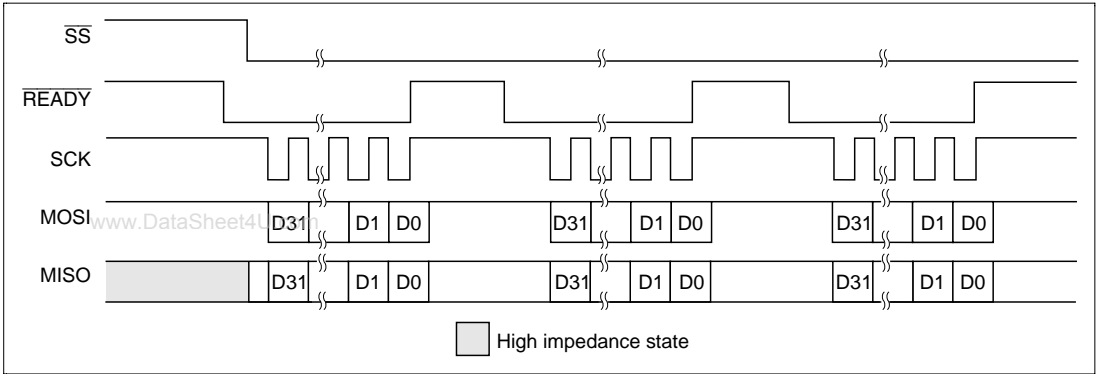 SS
READY
SCK
MOSI D31 D1 D0 D31 D1 D0 D31 D1 D0
www.DataSheet4U.com
MISO D31 D1 D0 D31 D1 D0 D31 D1 D0
High impedance state